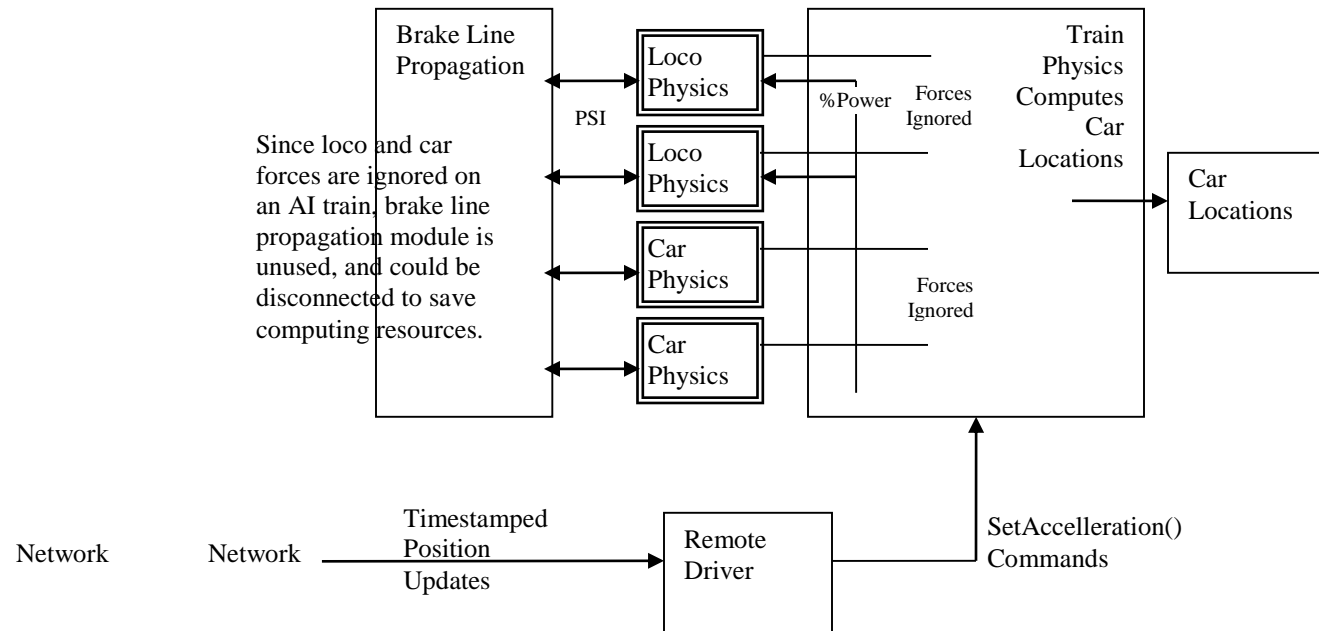 Brake Line
Propagation
Since loco and car
forces are ignored on
an AI train, brake line
propagation module is
unused, and could be
disconnected to save
computing resources.
PSI
Loco
Physics
Loco
Physics
Car
Physics
Car
Physics
%Power
Forces
Ignored
Forces
Ignored
Train
Physics
Computes
Car
Locations
Car
Locations
Network
Network
Timestamped
Position
Updates
Remote
Driver
SetAccelleration()
Commands